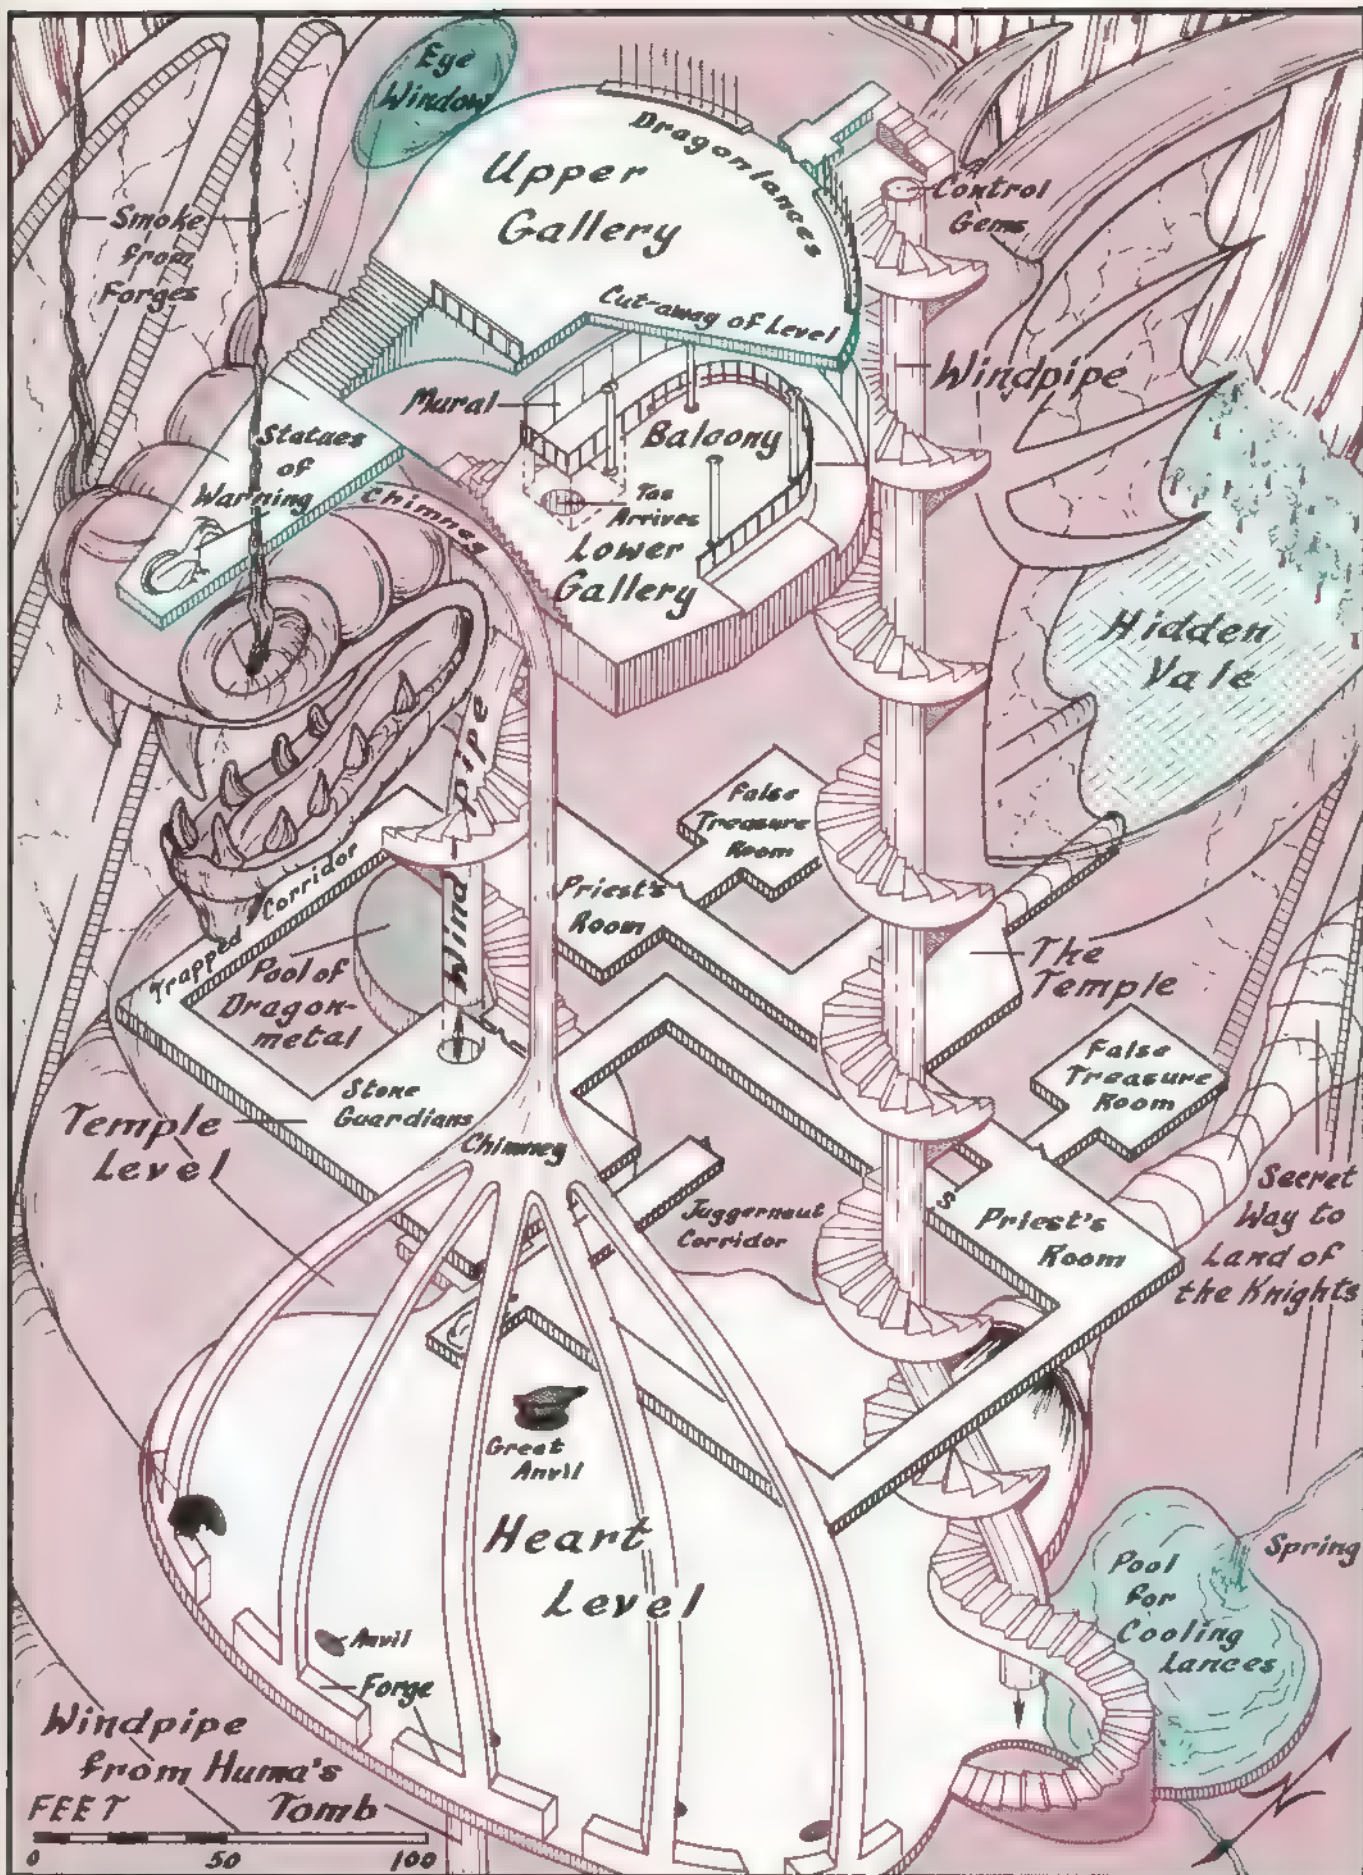 Eye
Window
Upper
Gallery
Dragonlances
Control
Gems
Smoke
from
Forges
Cut-away of Level
Windpipe
Mural
Balcony
Statues
of
Warning
Chimney
Tas
Arrives
Lower
Gallery
Hidden
Vale
Wind-pipe
False
Treasure
Room
Trapped Corridor
Priest's
Room
Pool of
Dragon-
metal
The
Temple
Stone
Guardians
False
Treasure
Room
Temple
Level
Chimney
Juggernaut
Corridor
S
Priest's
Room
Secret
Way to
Land of
the Knights
Great
Anvil
Heart
Level
Pool
for
Cooling
Lances
Spring
Anvil
Forge
Windpipe
from Huma's
Tomb
FEET
0 50 100
N